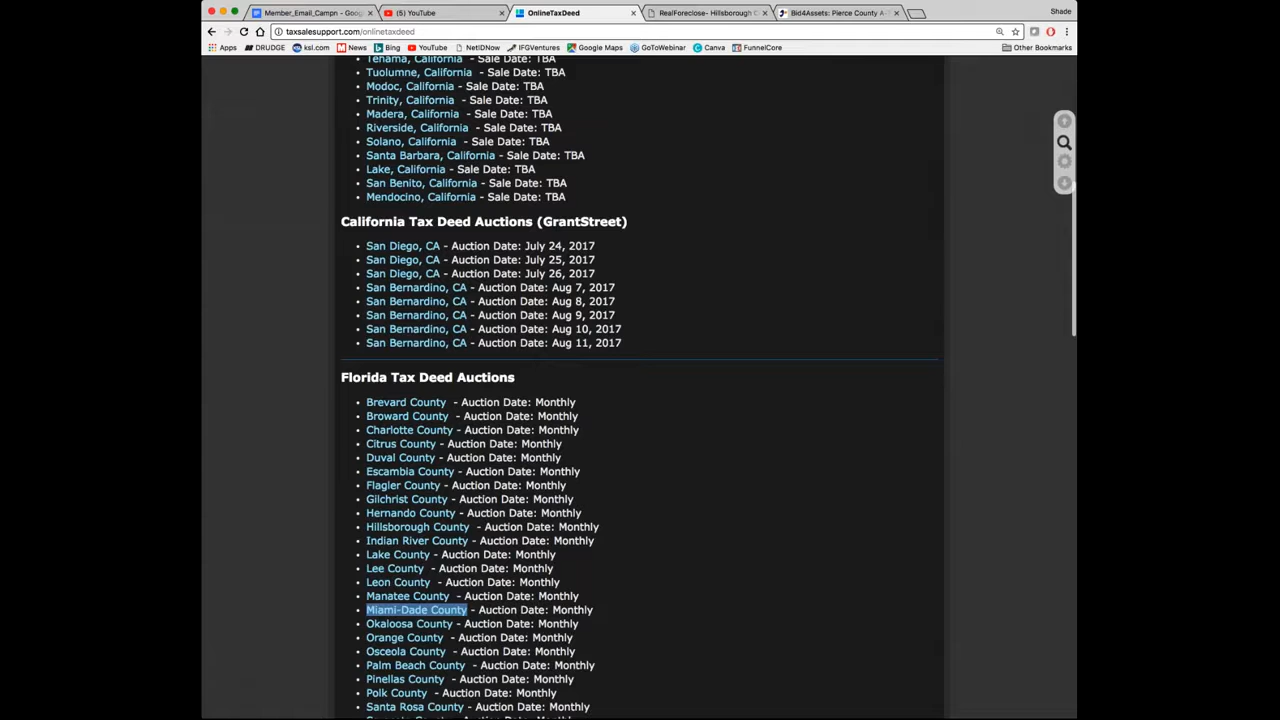 Member_Email_Campn - Goog
(5) YouTube
OnlineTaxDeed
RealForeclose- Hillsborough C
Bid4Assets: Pierce County A-T
Shade
taxsalesupport.com/onlinetaxdeed
Apps
DRUDGE
ksl.com
News
Bing
YouTube
NetIDNow
IFGVentures
Google Maps
GoToWebinar
Canva
FunnelCore
Other Bookmarks
Tehama, California - Sale Date: TBA
Tuolumne, California - Sale Date: TBA
Modoc, California - Sale Date: TBA
Trinity, California - Sale Date: TBA
Madera, California - Sale Date: TBA
Riverside, California - Sale Date: TBA
Solano, California - Sale Date: TBA
Santa Barbara, California - Sale Date: TBA
Lake, California - Sale Date: TBA
San Benito, California - Sale Date: TBA
Mendocino, California - Sale Date: TBA
California Tax Deed Auctions (GrantStreet)
San Diego, CA - Auction Date: July 24, 2017
San Diego, CA - Auction Date: July 25, 2017
San Diego, CA - Auction Date: July 26, 2017
San Bernardino, CA - Auction Date: Aug 7, 2017
San Bernardino, CA - Auction Date: Aug 8, 2017
San Bernardino, CA - Auction Date: Aug 9, 2017
San Bernardino, CA - Auction Date: Aug 10, 2017
San Bernardino, CA - Auction Date: Aug 11, 2017
Florida Tax Deed Auctions
Brevard County - Auction Date: Monthly
Broward County - Auction Date: Monthly
Charlotte County - Auction Date: Monthly
Citrus County - Auction Date: Monthly
Duval County - Auction Date: Monthly
Escambia County - Auction Date: Monthly
Flagler County - Auction Date: Monthly
Gilchrist County - Auction Date: Monthly
Hernando County - Auction Date: Monthly
Hillsborough County - Auction Date: Monthly
Indian River County - Auction Date: Monthly
Lake County - Auction Date: Monthly
Lee County - Auction Date: Monthly
Leon County - Auction Date: Monthly
Manatee County - Auction Date: Monthly
Miami-Dade County - Auction Date: Monthly
Okaloosa County - Auction Date: Monthly
Orange County - Auction Date: Monthly
Osceola County - Auction Date: Monthly
Palm Beach County - Auction Date: Monthly
Pinellas County - Auction Date: Monthly
Polk County - Auction Date: Monthly
Santa Rosa County - Auction Date: Monthly